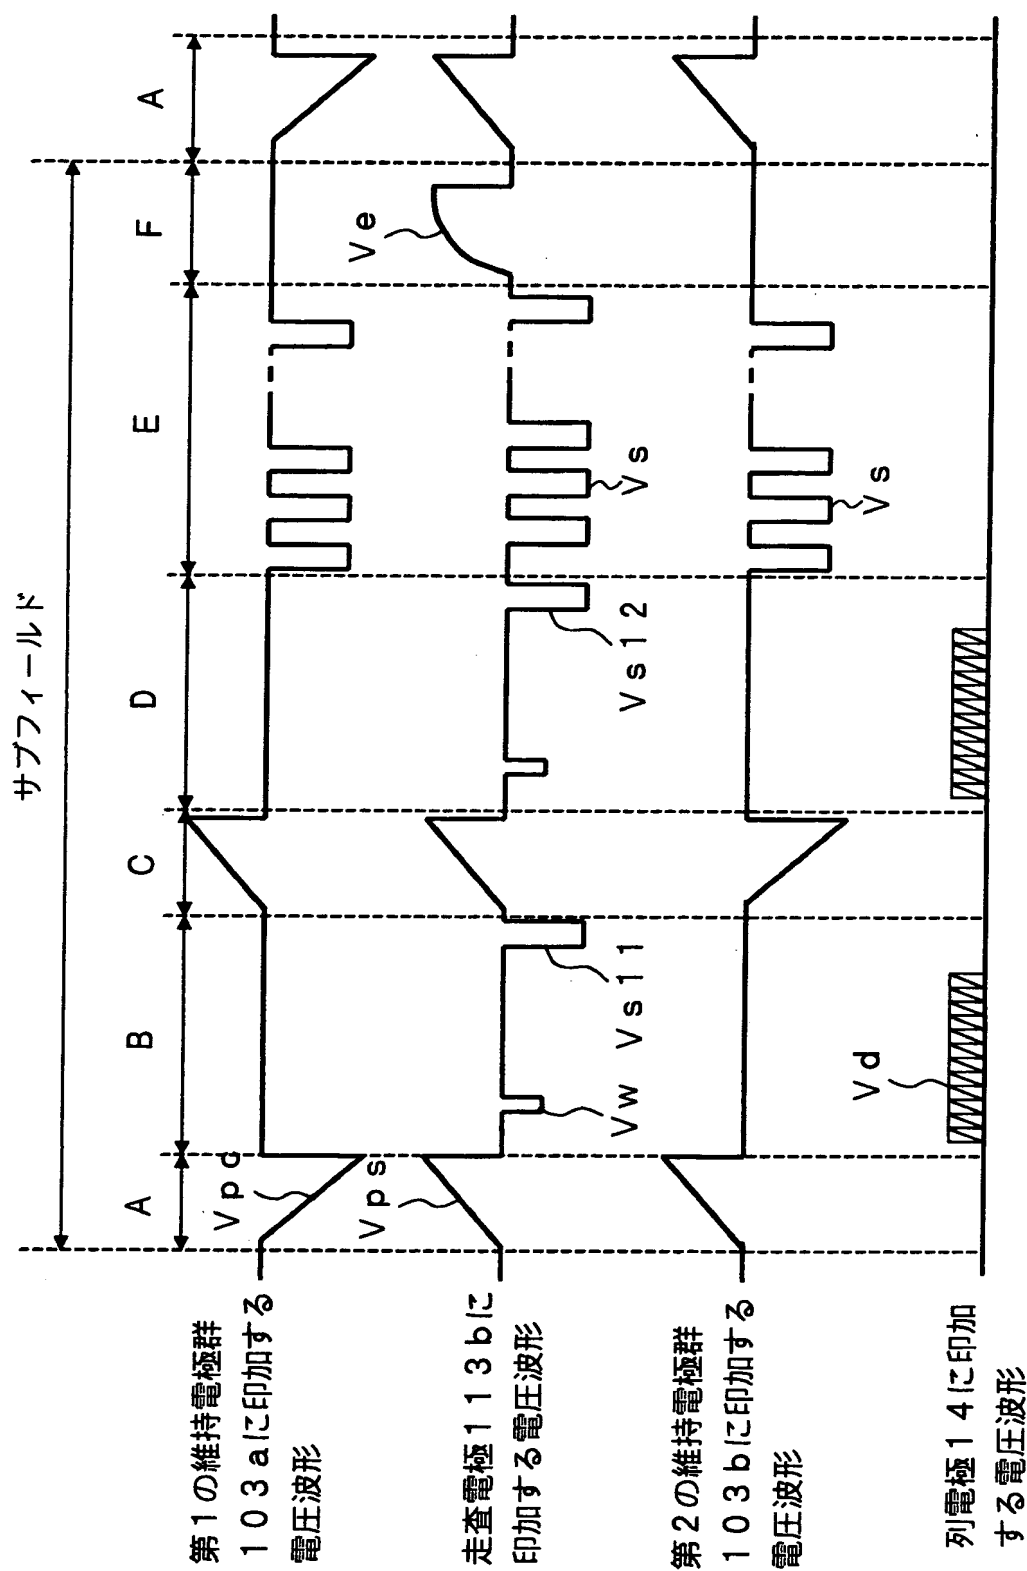 サブフィールド
A
B
C
D
E
F
A
第1の維持電極群
103aに印加する
電圧波形
Vpc
走査電極113bに
印加する電圧波形
Vps
Vw
Vs11
Vs12
Vs
Ve
第2の維持電極群
103bに印加する
電圧波形
Vs
列電極14に印加
する電圧波形
Vd